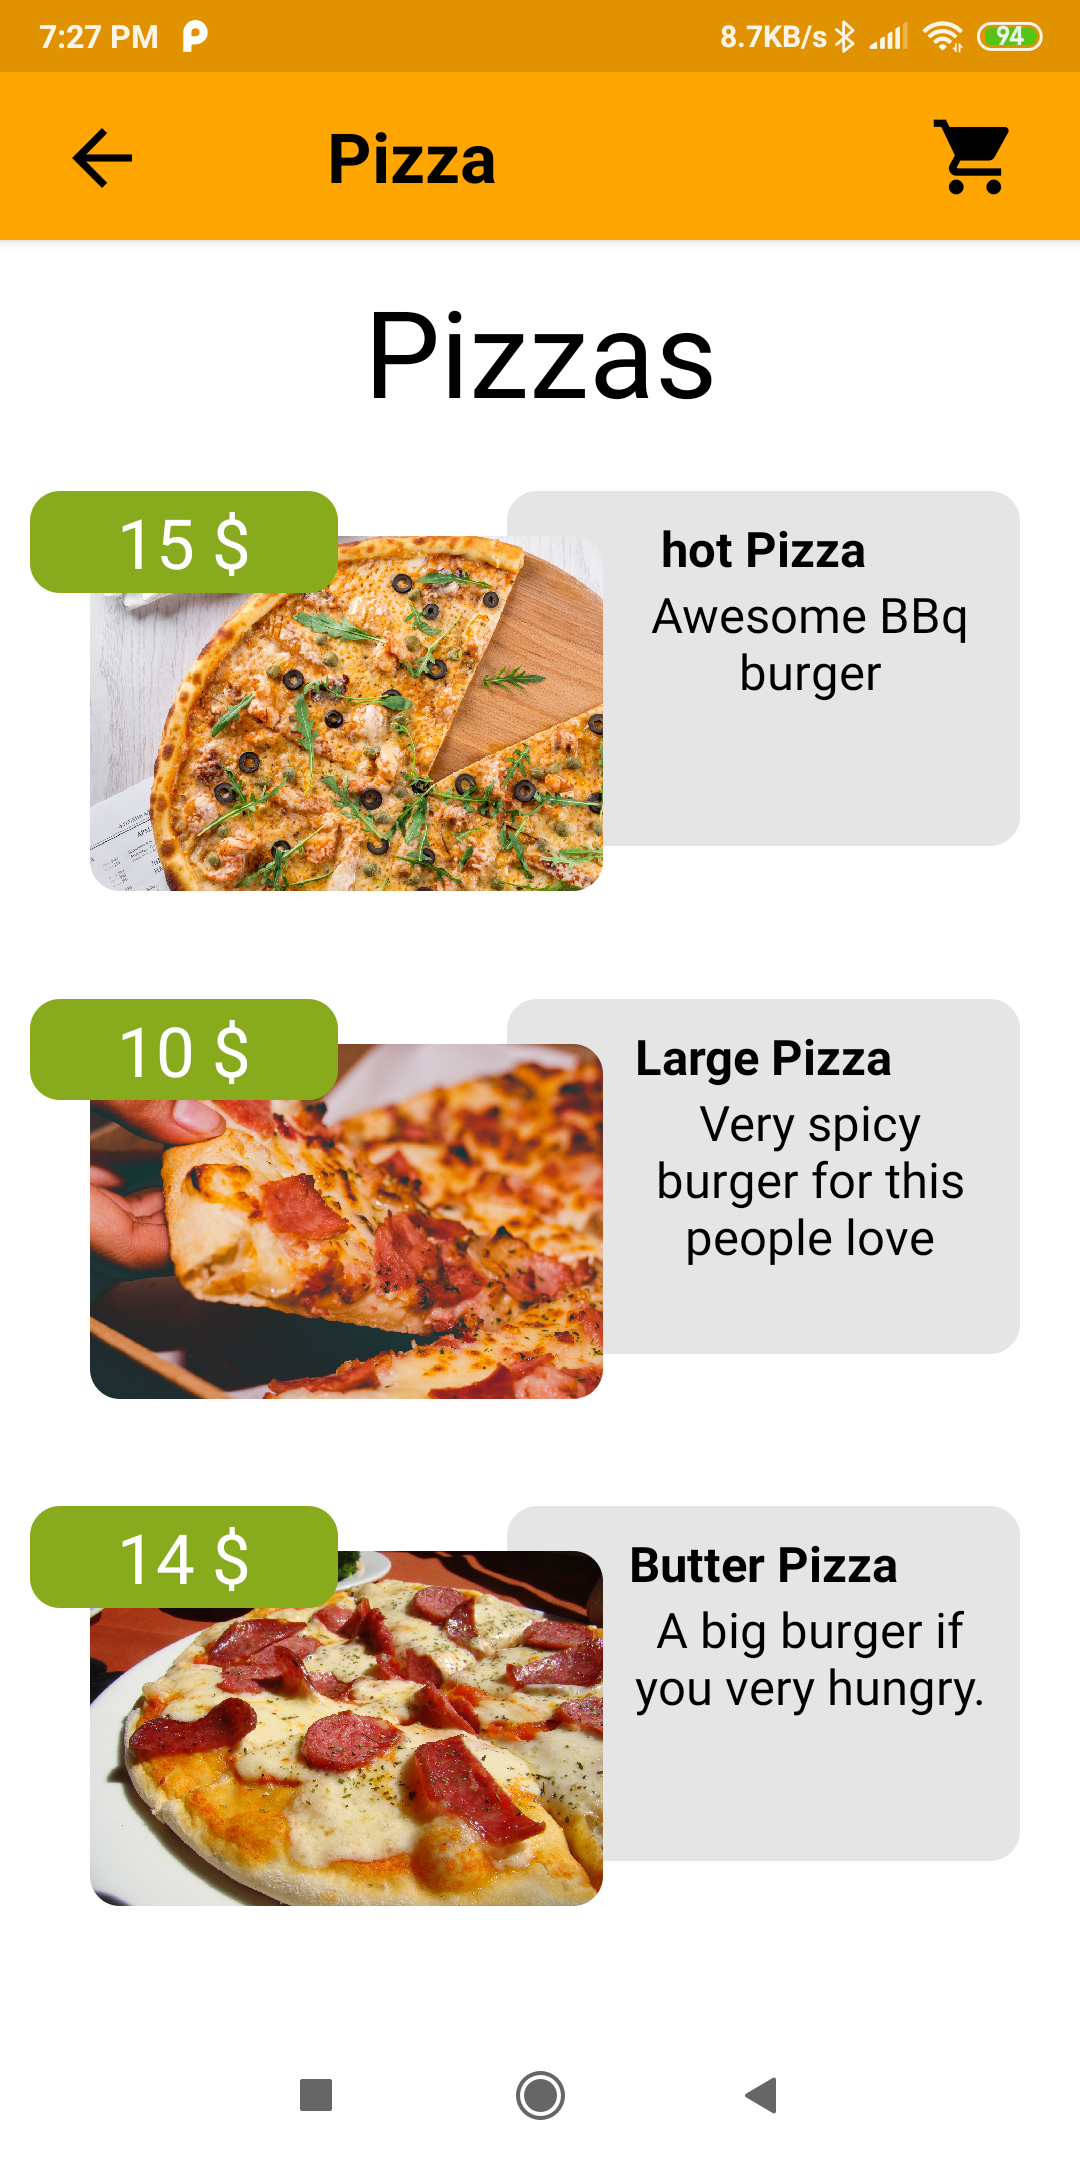 7:27 PM
8.7KB/s
94
Pizza
Pizzas
15 $
hot Pizza
Awesome BBq
burger
10 $
Large Pizza
Very spicy
burger for this
people love
14 $
Butter Pizza
A big burger if
you very hungry.